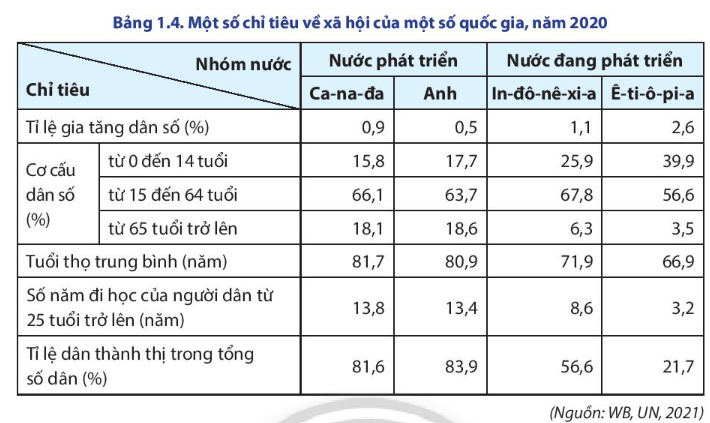 Bảng 1.4. Một số chỉ tiêu về xã hội của một số quốc gia, năm 2020
Nhóm nước
Chỉ tiêu
Nước phát triển
Nước đang phát triển
Ca-na-đa
Anh
In-đô-nê-xi-a
Ê-ti-ô-pi-a
Tỉ lệ gia tăng dân số (%) 0,9 0,5 1,1 2,6
Cơ cấu
dân số
(%)
từ 0 đến 14 tuổi 15,8 17,7 25,9 39,9
từ 15 đến 64 tuổi 66,1 63,7 67,8 56,6
từ 65 tuổi trở lên 18,1 18,6 6,3 3,5
Tuổi thọ trung bình (năm) 81,7 80,9 71,9 66,9
Số năm đi học của người dân từ
25 tuổi trở lên (năm) 13,8 13,4 8,6 3,2
Tỉ lệ dân thành thị trong tổng
số dân (%) 81,6 83,9 56,6 21,7
(Nguồn: WB, UN, 2021)